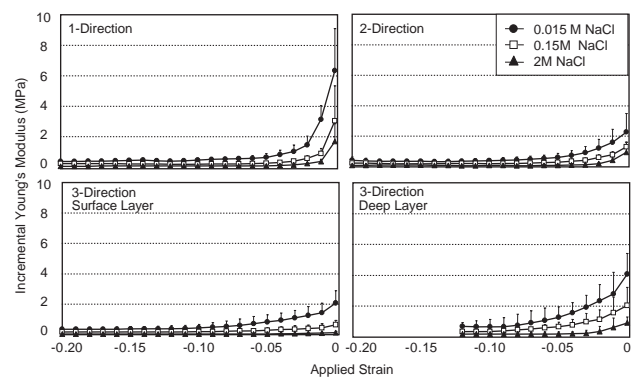 10
8
6
4
2
0
1-Direction
2-Direction
0.015 M NaCl
0.15M NaCl
2M NaCl
Incremental Young's Modulus (MPa)
10
8
6
4
2
0
3-Direction
Surface Layer
3-Direction
Deep Layer
-0.20
-0.15
-0.10
-0.05
0
-0.20
-0.15
-0.10
-0.05
0
Applied Strain